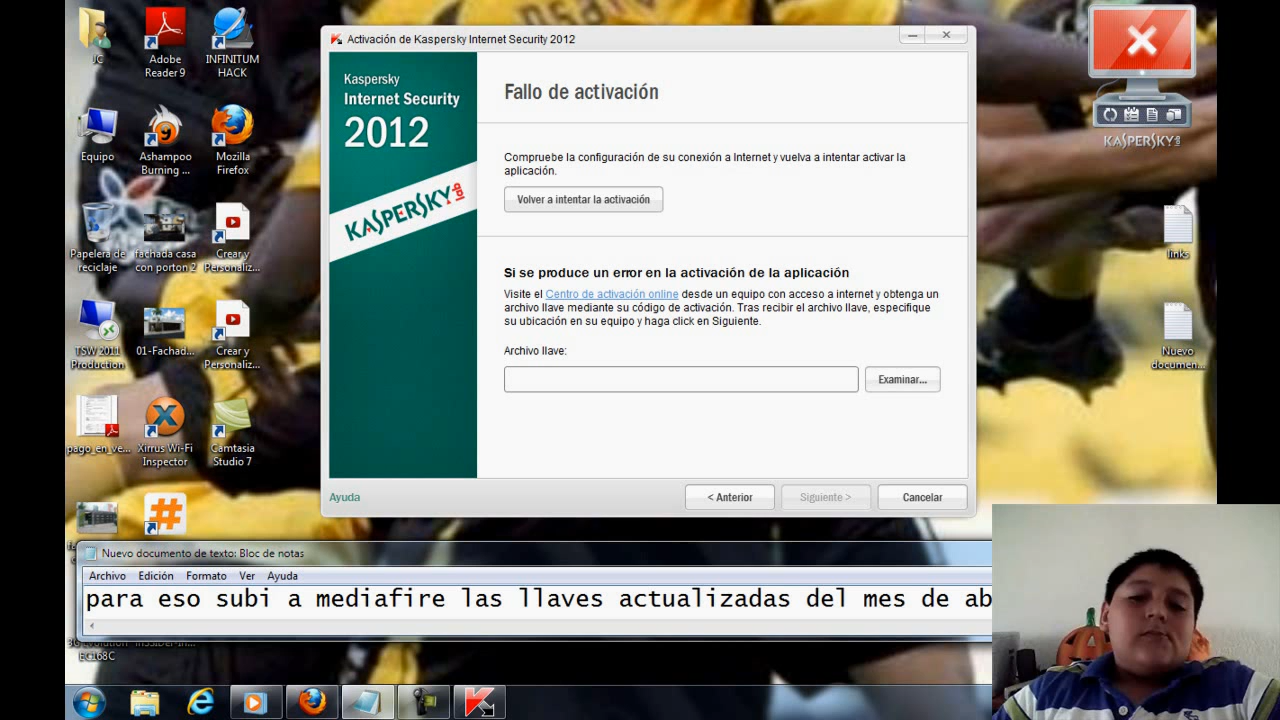 JC
Adobe
Reader 9
INFINITUM
HACK
Equipo
Ashampoo
Burning ...
Mozilla
Firefox
Papelera de
reciclaje
fachada casa
con porton 2
Crear y
Personaliz...
TSW 2011
Production
01-Fachad...
Crear y
Personaliz...
pago_en_ve...
Xirrus Wi-Fi
Inspector
Camtasia
Studio 7
EC168C
Activación de Kaspersky Internet Security 2012
Kaspersky
Internet Security
2012
KASPERSKY lab
Fallo de activación
Compruebe la configuración de su conexión a Internet y vuelva a intentar activar la
aplicación.
Volver a intentar la activación
Si se produce un error en la activación de la aplicación
Visite el Centro de activación online desde un equipo con acceso a internet y obtenga un
archivo llave mediante su código de activación. Tras recibir el archivo llave, especifique
su ubicación en su equipo y haga click en Siguiente.
Archivo llave:
Examinar...
Ayuda
< Anterior
Siguiente >
Cancelar
KASPERSKY lab
links
Nuevo
documen...
Nuevo documento de texto: Bloc de notas
Archivo Edición Formato Ver Ayuda
para eso subi a mediafire las llaves actualizadas del mes de ab